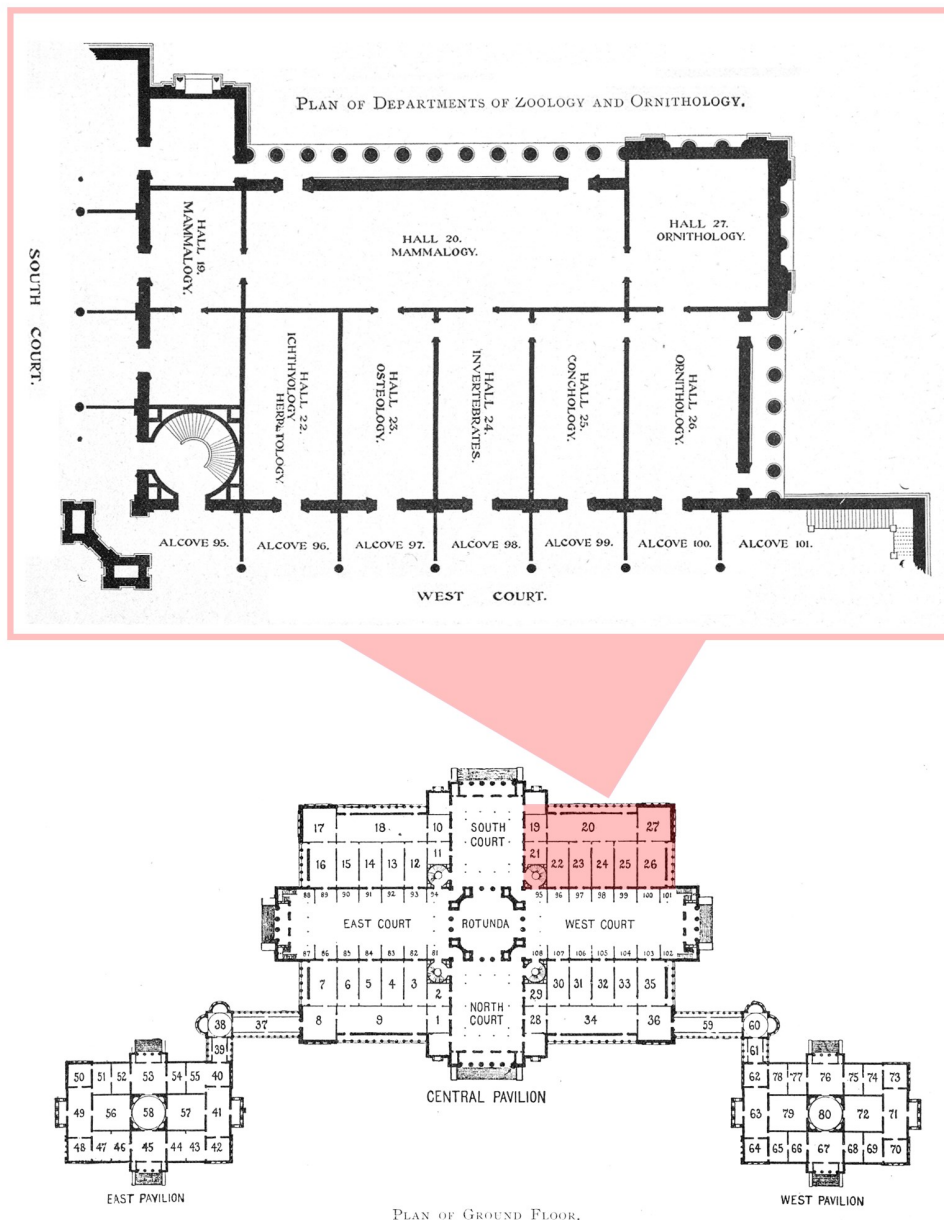 PLAN OF DEPARTMENTS OF ZOOLOGY AND ORNITHOLOGY.
HALL 19.
MAMMALOGY.
HALL 20.
MAMMALOGY.
HALL 27.
ORNITHOLOGY.
SOUTH COURT.
HALL 22.
ICHTHYOLOGY
HERPETOLOGY.
HALL 23.
OSTEOLOGY.
HALL 24.
INVERTEBRATES.
HALL 25.
CONCHOLOGY.
HALL 26.
ORNITHOLOGY.
ALCOVE 95.
ALCOVE 96.
ALCOVE 97.
ALCOVE 98.
ALCOVE 99.
ALCOVE 100.
ALCOVE 101.
WEST COURT.
17 18 10 SOUTH COURT 19 20 27
11 21
16 15 14 13 12 22 23 24 25 26
88 89 90 91 92 93 94 95 96 97 98 99 100 101
EAST COURT ROTUNDA WEST COURT
87 86 85 84 83 82 81 108 107 106 105 104 103 102
7 6 5 4 3 2 29 30 31 32 33 35
8 9 1 NORTH COURT 28 34 36
38 37 59 60
39 61
CENTRAL PAVILION
50 51 52 53 54 55 40 62 78 77 76 75 74 73
49 56 58 57 41 63 79 80 72 71
48 47 46 45 44 43 42 64 65 66 67 68 69 70
EAST PAVILION
WEST PAVILION
PLAN OF GROUND FLOOR.